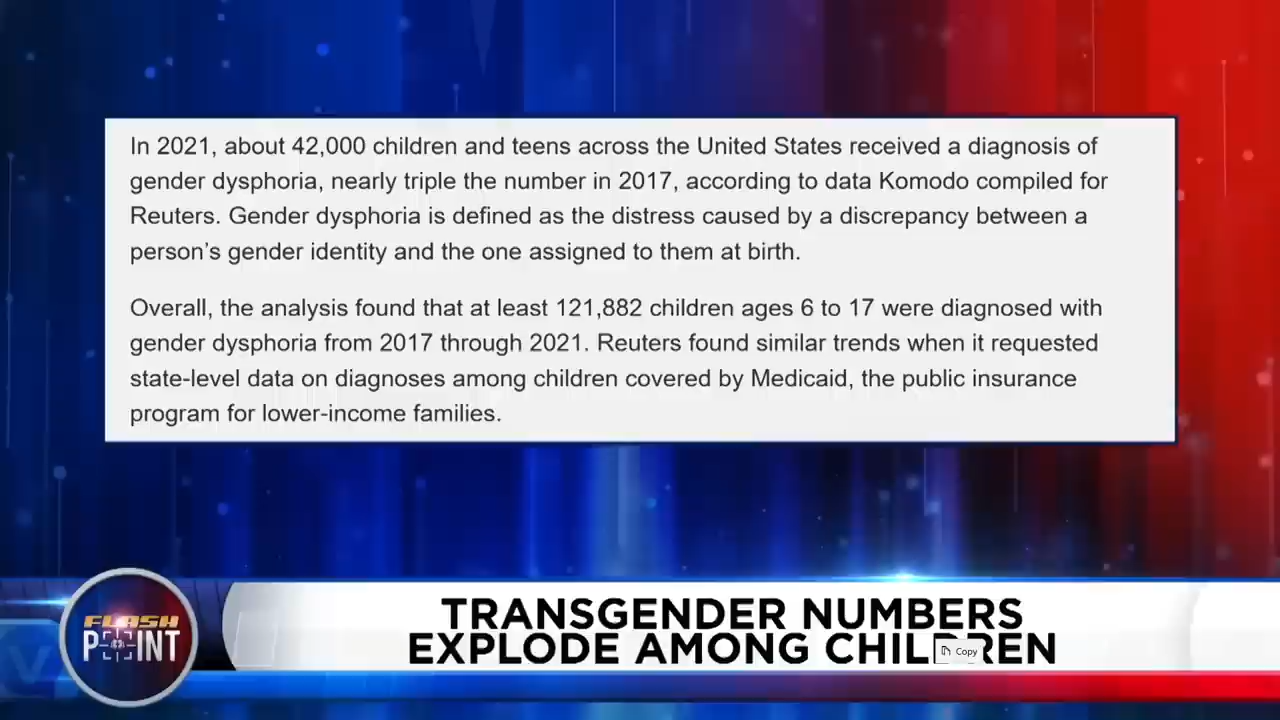 In 2021, about 42,000 children and teens across the United States received a diagnosis of
gender dysphoria, nearly triple the number in 2017, according to data Komodo compiled for
Reuters. Gender dysphoria is defined as the distress caused by a discrepancy between a
person’s gender identity and the one assigned to them at birth.
Overall, the analysis found that at least 121,882 children ages 6 to 17 were diagnosed with
gender dysphoria from 2017 through 2021. Reuters found similar trends when it requested
state-level data on diagnoses among children covered by Medicaid, the public insurance
program for lower-income families.
FLASH
POINT
TRANSGENDER NUMBERS
EXPLODE AMONG CHILDREN
Copy